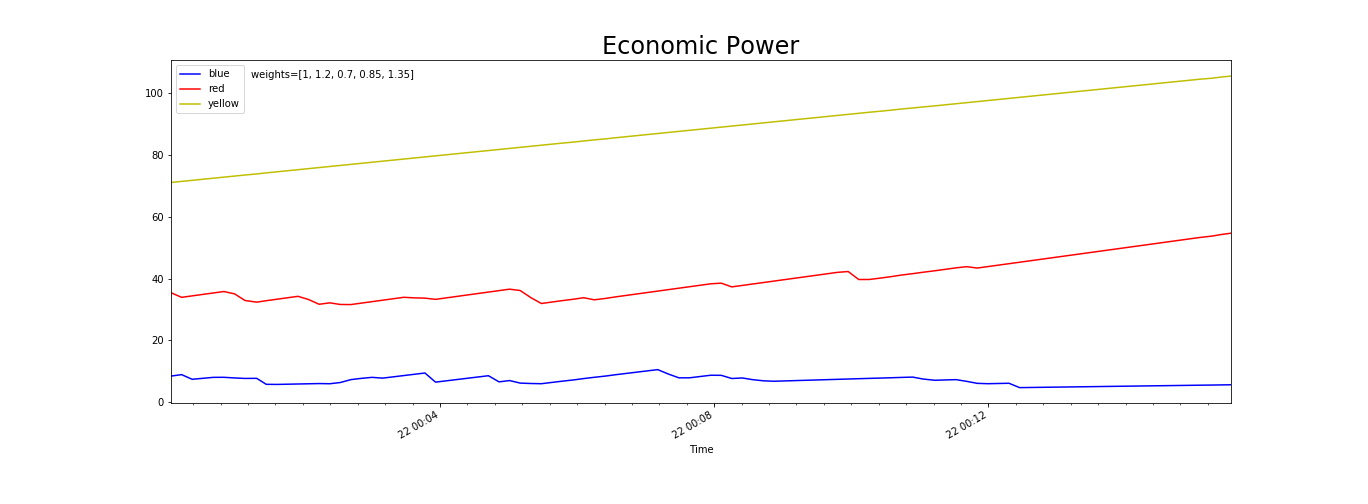 Economic Power
blue weights=[1, 1.2, 0.7, 0.85, 1.35]
red
yellow
100
80
60
40
20
0
22 00:04
22 00:08
22 00:12
Time